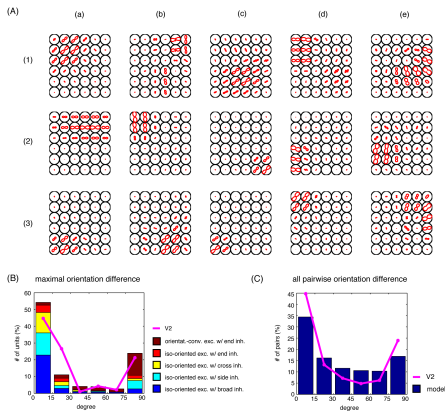 (A)
(a) (b) (c) (d) (e)
(1)
(2)
(3)
(B) maximal orientation difference
# of units (%)
60
50
40
30
20
10
0
0 15 30 45 60 75 90
degree
V2
orientat.-conv. exc. w/ end inh.
iso-oriented exc. w/ end inh.
iso-oriented exc. w/ cross inh.
iso-oriented exc. w/ side inh.
iso-oriented exc. w/ broad inh.
(C) all pairwise orientation difference
# of pairs (%)
45
40
35
30
25
20
15
10
5
0
0 15 30 45 60 75 90
degree
V2
model